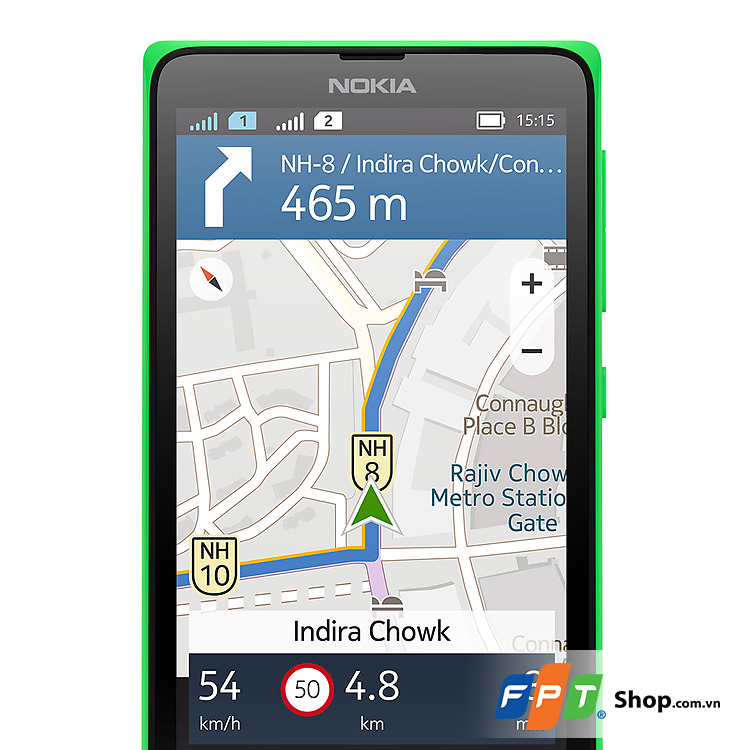 NOKIA
1 2 15:15
NH-8 / Indira Chowk/Con...
465 m
+
−
Connaugh
Place B Blo
NH
8
Rajiv Chow
Metro Statio
Gate
NH
10
Indira Chowk
Conna
54 50 4.8
km/h km
FPT® Shop.com.vn